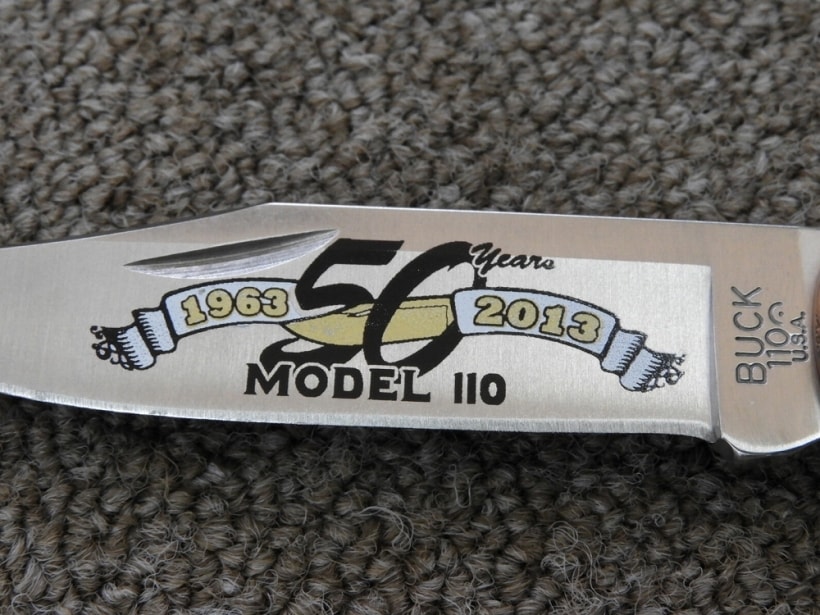 50 Years
1963 2013
MODEL 110
BUCK
110
U.S.A.